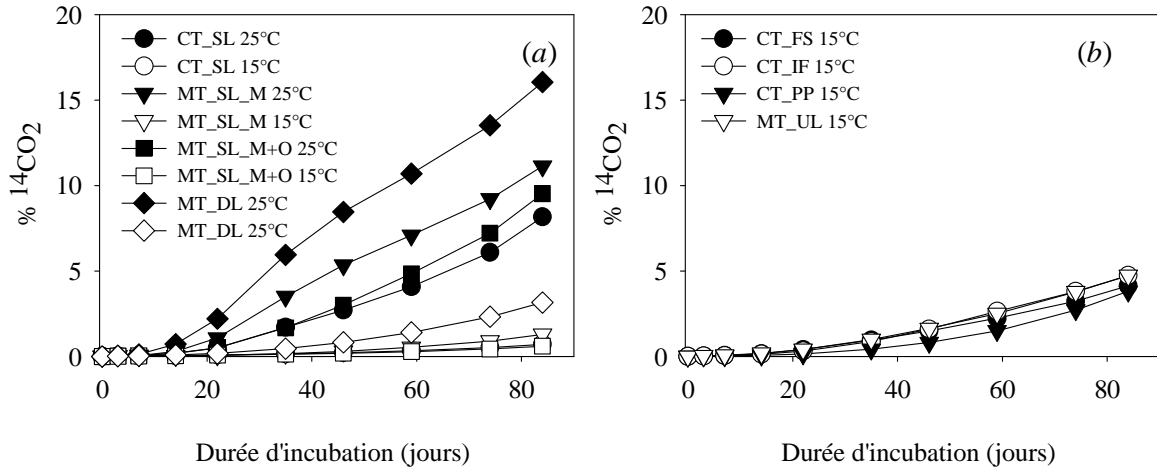 % ¹⁴CO₂
20
15
10
5
0
CT_SL 25°C
CT_SL 15°C
MT_SL_M 25°C
MT_SL_M 15°C
MT_SL_M+O 25°C
MT_SL_M+O 15°C
MT_DL 25°C
MT_DL 25°C
(a)
0 20 40 60 80
Durée d'incubation (jours)
% ¹⁴CO₂
20
15
10
5
0
CT_FS 15°C
CT_IF 15°C
CT_PP 15°C
MT_UL 15°C
(b)
0 20 40 60 80
Durée d'incubation (jours)